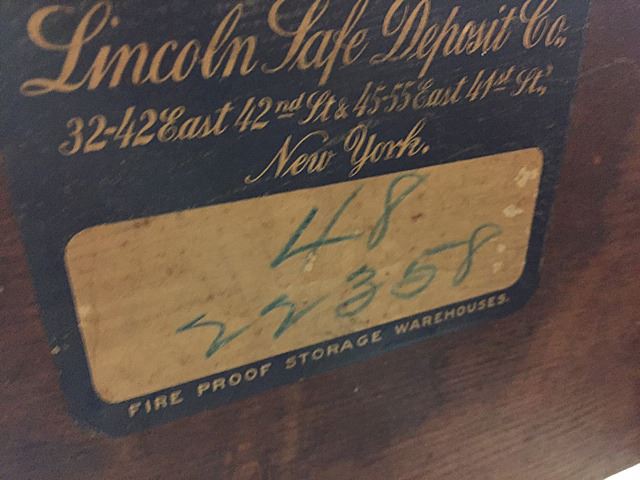 Lincoln Safe Deposit Co.,
32-42 East 42nd St & 45-55 East 41st St.,
New York.
48
22358
FIRE PROOF STORAGE WAREHOUSES.